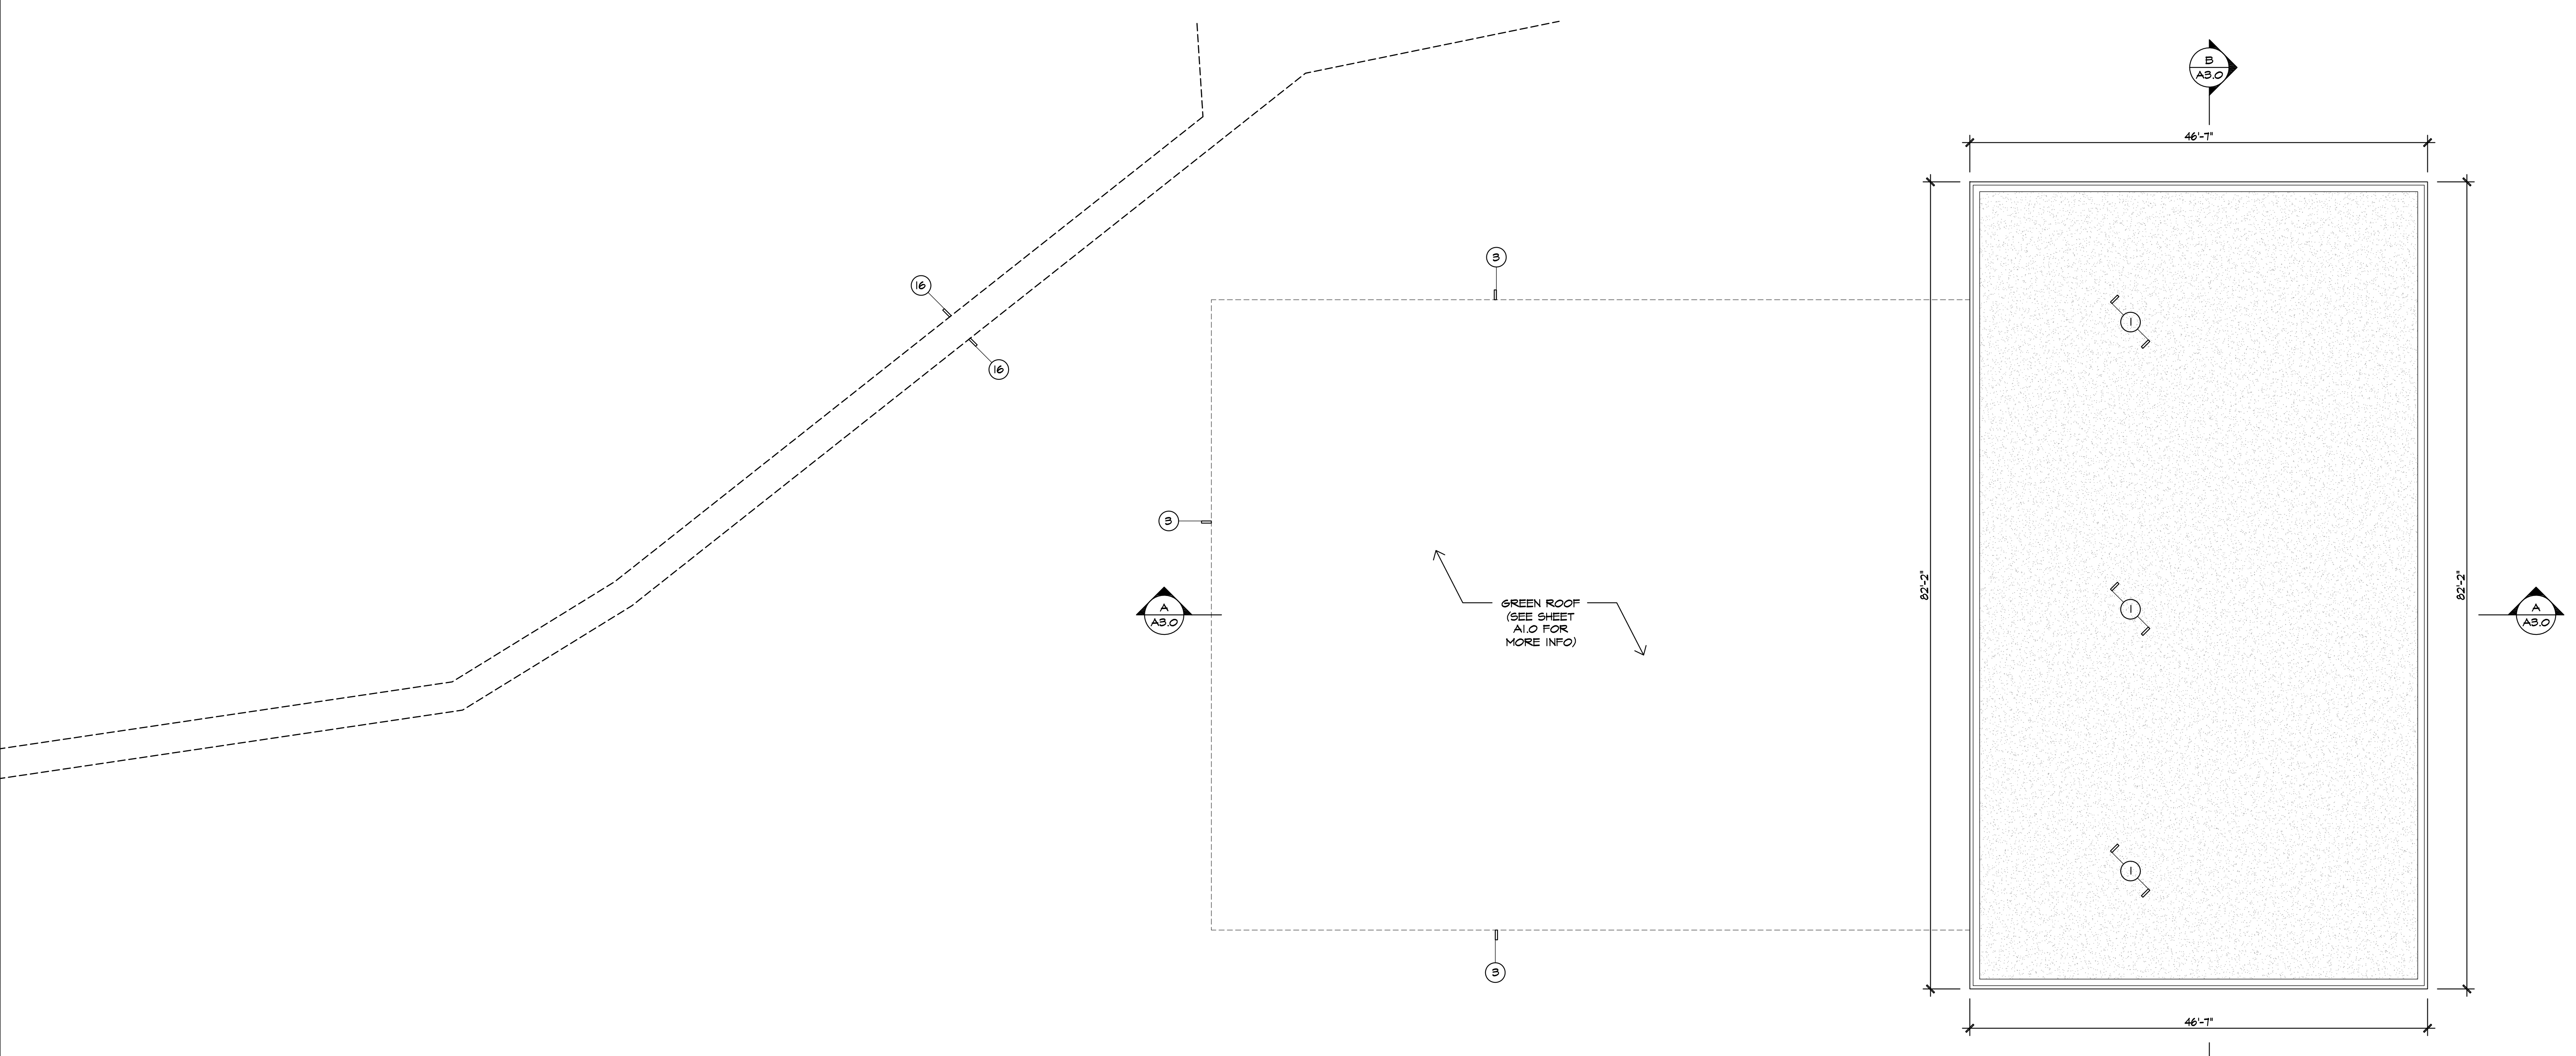 B
A3.0
46'-7"
3
16
1
16
3
82'-2"
82'-2"
GREEN ROOF
(SEE SHEET
A1.0 FOR
MORE INFO)
A
A3.0
1
A
A3.0
1
3
46'-7"